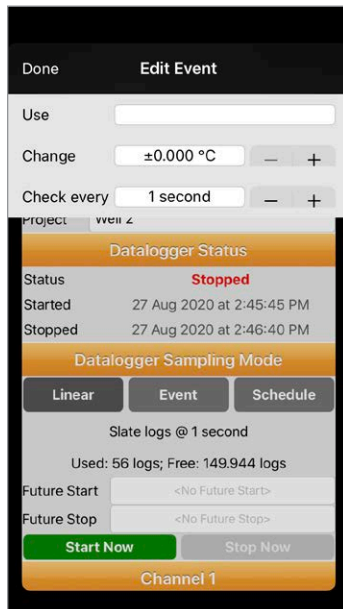 Done Edit Event
Use
Change ±0.000 °C − +
Check every 1 second − +
Project Well 2
Datalogger Status
Status Stopped
Started 27 Aug 2020 at 2:45:45 PM
Stopped 27 Aug 2020 at 2:46:40 PM
Datalogger Sampling Mode
Linear Event Schedule
Slate logs @ 1 second
Used: 56 logs; Free: 149.944 logs
Future Start <No Future Start>
Future Stop <No Future Stop>
Start Now Stop Now
Channel 1